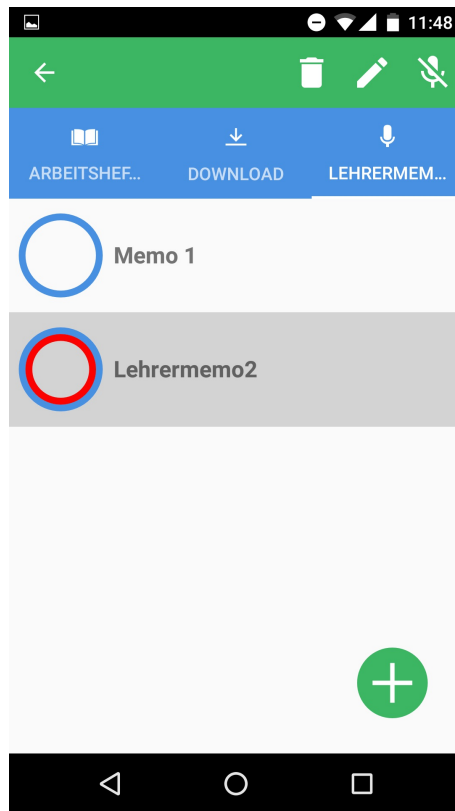 11:48
ARBEITSHEF...
DOWNLOAD
LEHRERMEM...
Memo 1
Lehrermemo2